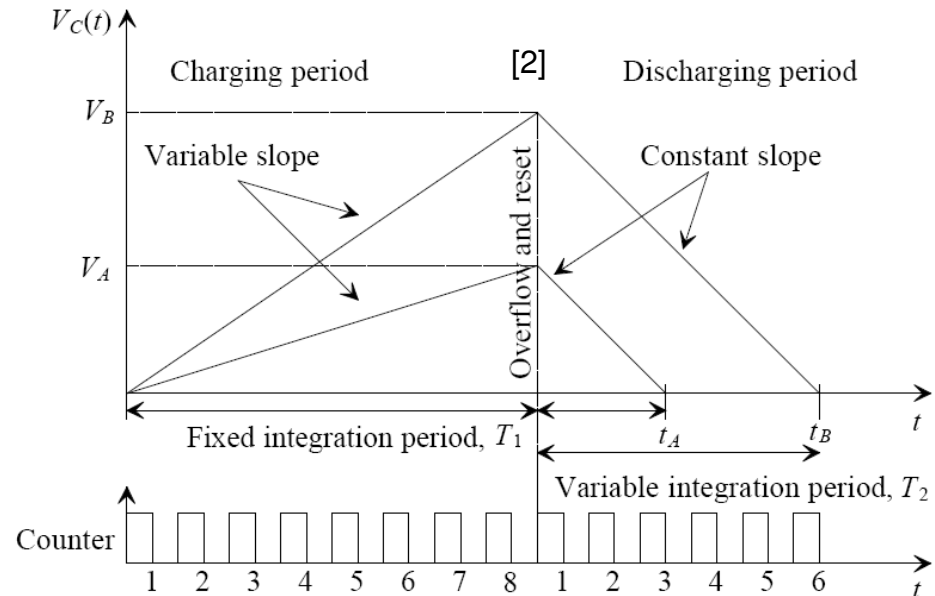 V_C(t)
[2]
Charging period
Discharging period
V_B
Variable slope
Constant slope
Overflow and reset
V_A
Fixed integration period, T_1
t_A
t_B
t
Variable integration period, T_2
Counter
1 2 3 4 5 6 7 8 1 2 3 4 5 6
t